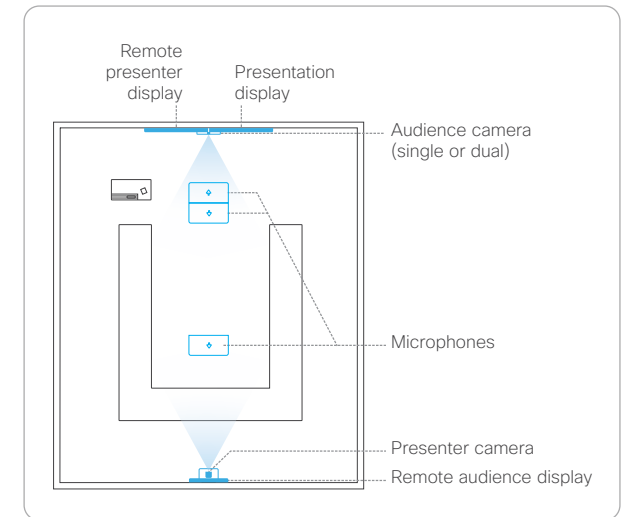 Remote
presenter
display
Presentation
display
Audience camera
(single or dual)
Microphones
Presenter camera
Remote audience display